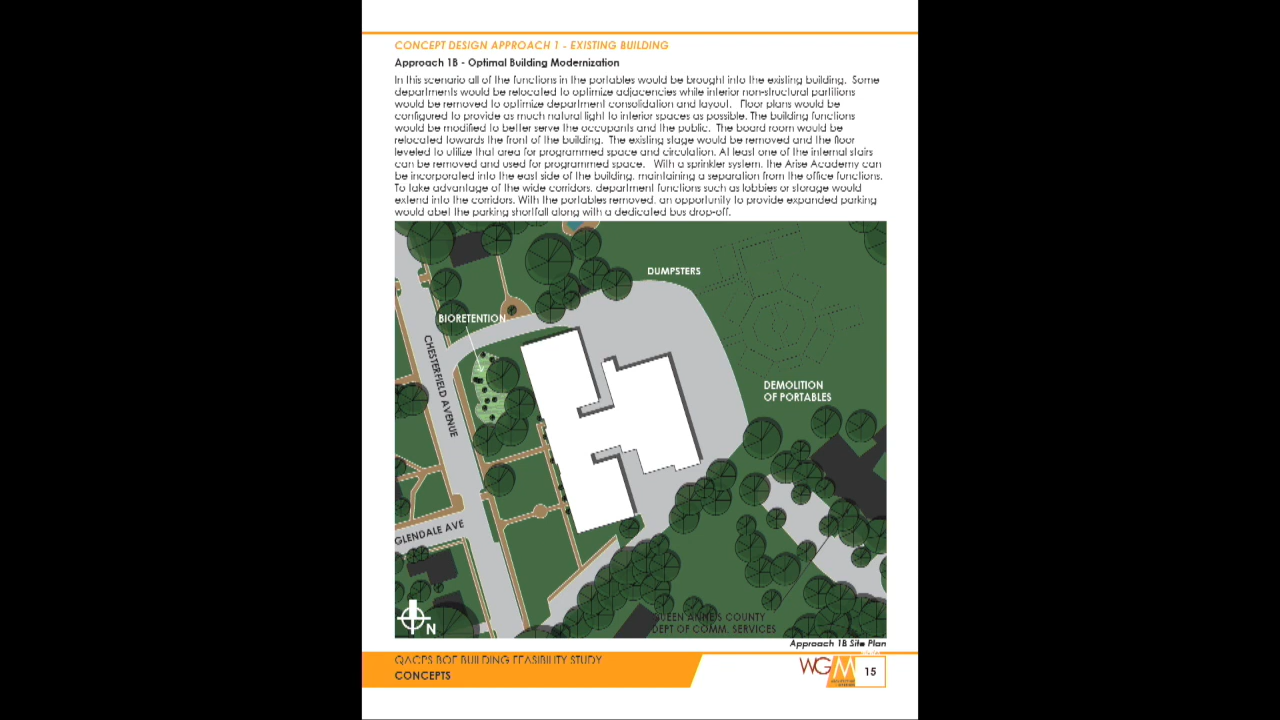 CONCEPT DESIGN APPROACH 1 - EXISTING BUILDING
Approach 1B - Optimal Building Modernization
In this scenario all of the functions in the portables would be brought into the existing building. Some
departments would be relocated to optimize adjacencies while interior non-structural partitions
would be removed to optimize department consolidation and layout. Floor plans would be
configured to provide as much natural light to interior spaces as possible. The building functions
would be modified to better serve the occupants and the public. The board room would be
relocated towards the front of the building. The existing stage would be removed and the floor
leveled to utilize that area for programmed space and circulation. At least one of the internal stairs
can be removed and used for programmed space. With a sprinkler system, the Arise Academy can
be incorporated into the east side of the building, maintaining a separation from the office functions.
To take advantage of the wide corridors, department functions such as lobbies or storage would
extend into the corridors. With the portables removed, an opportunity to provide expanded parking
would abet the parking shortfall along with a dedicated bus drop-off.
DUMPSTERS
BIORETENTION
CHESTERFIELD AVENUE
DEMOLITION
OF PORTABLES
GLENDALE AVE
N
QUEEN ANNE'S COUNTY
DEPT OF COMM. SERVICES
Approach 1B Site Plan
QACPS BOE BUILDING FEASIBILITY STUDY
CONCEPTS
WGM
15